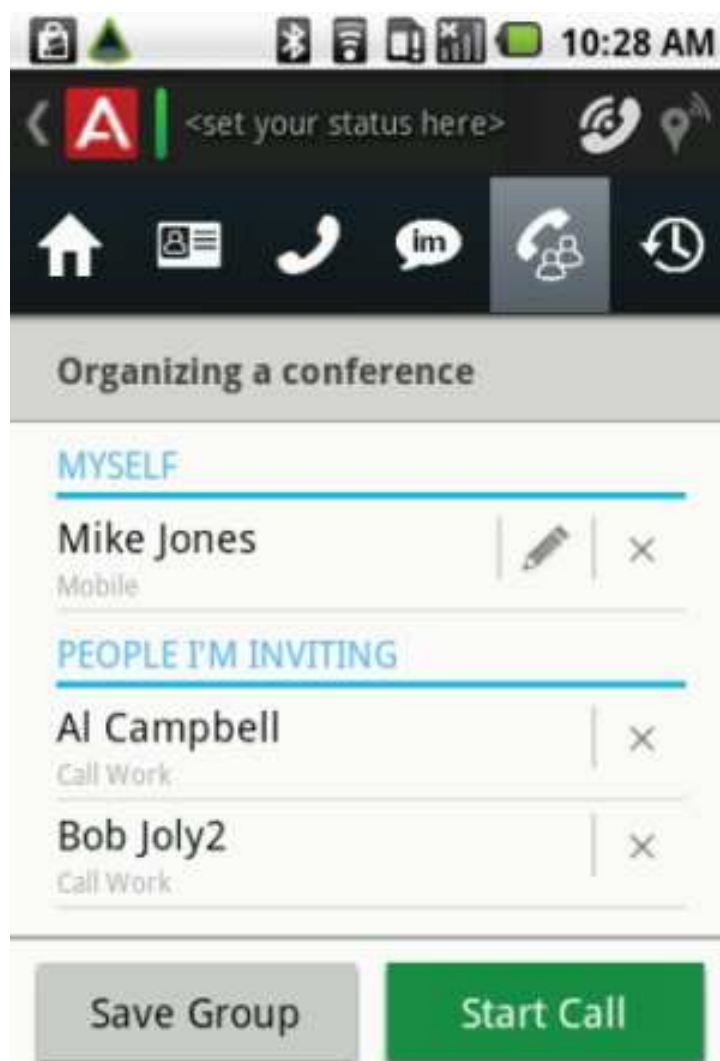 10:28 AM
<set your status here>
im
Organizing a conference
MYSELF
Mike Jones
Mobile
PEOPLE I'M INVITING
Al Campbell
Call Work
Bob Joly2
Call Work
Save Group
Start Call